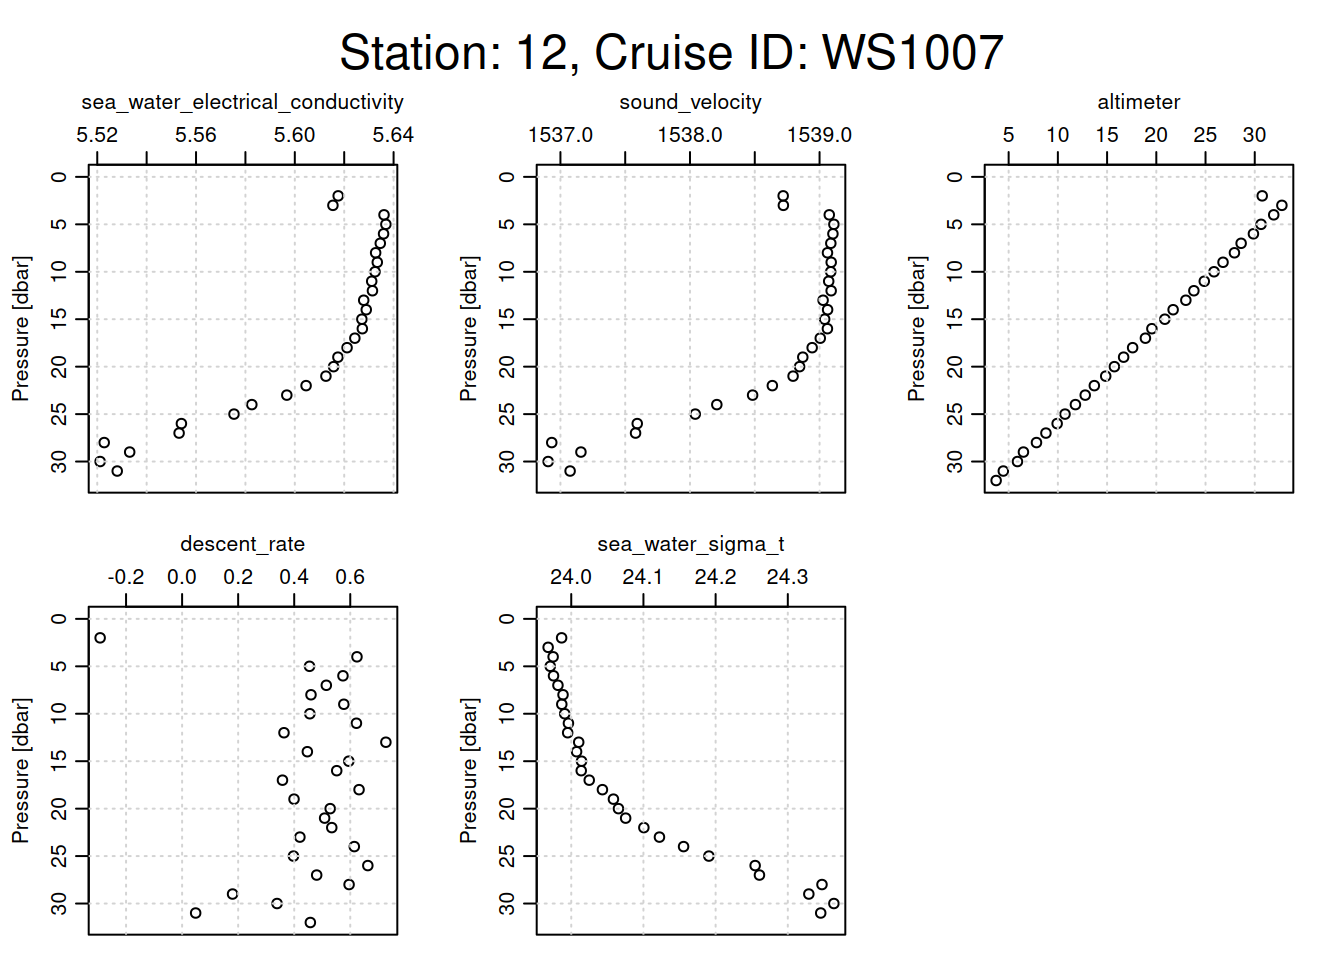 Station: 12, Cruise ID: WS1007
sea_water_electrical_conductivity
5.52 5.56 5.60 5.64
Pressure [dbar]
0 5 10 15 20 25 30
sound_velocity
1537.0 1538.0 1539.0
Pressure [dbar]
0 5 10 15 20 25 30
altimeter
5 10 15 20 25 30
Pressure [dbar]
0 5 10 15 20 25 30
descent_rate
-0.2 0.0 0.2 0.4 0.6
Pressure [dbar]
0 5 10 15 20 25 30
sea_water_sigma_t
24.0 24.1 24.2 24.3
Pressure [dbar]
0 5 10 15 20 25 30